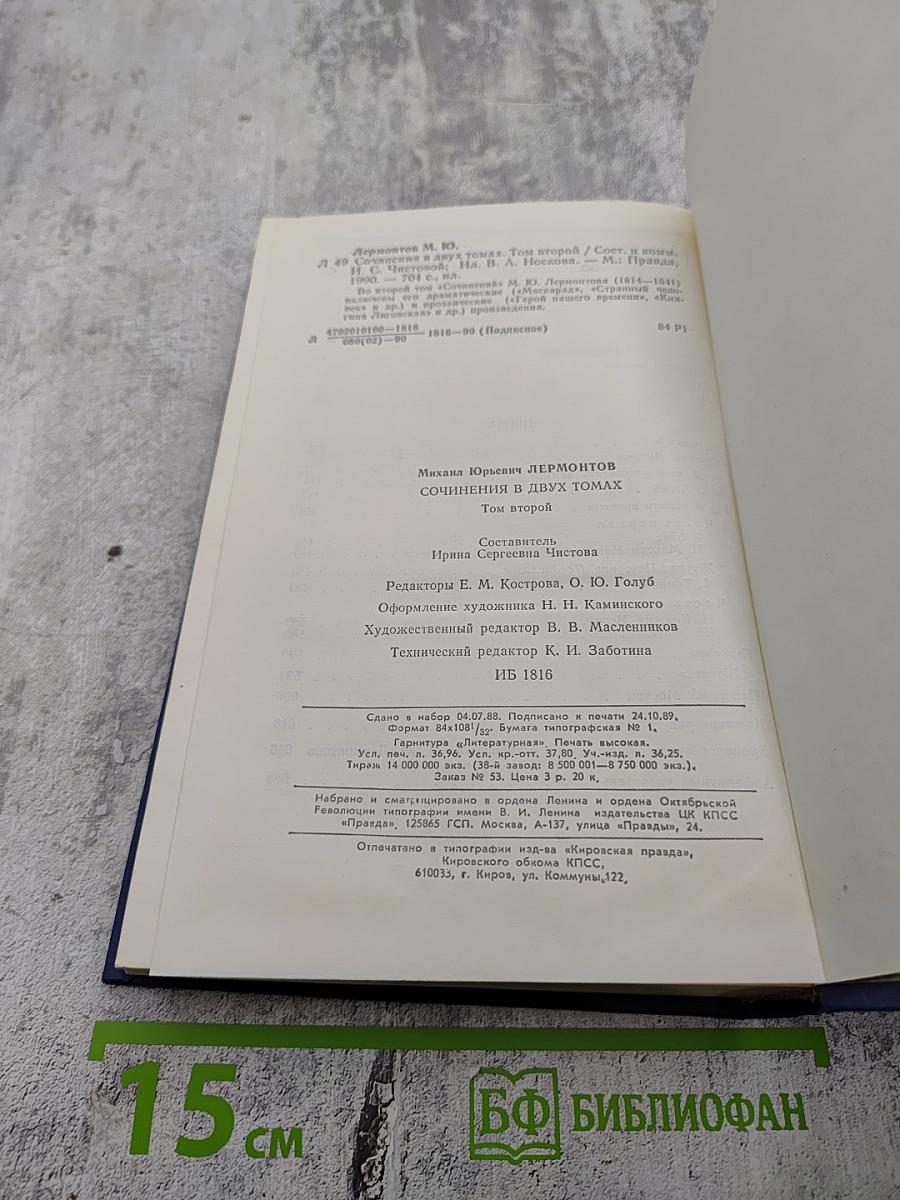 Лермонтов М. Ю.
Л 49 Сочинения в двух томах. Том второй / Сост. и комм.
И. С. Чистовой; Ил. В. А. Носкова. — М.: Правда,
1990. — 704 с., ил.
Во второй том «Сочинений» М. Ю. Лермонтова (1814—1841)
включены его драматические («Маскарад», «Странный чело-
век» и др.) и прозаические («Герой нашего времени», «Кня-
гиня Лиговская» и др.) произведения.
Л 4702010100—1816
080(02)—90 1816—90 (Подписное)
84 Р1
Михаил Юрьевич ЛЕРМОНТОВ
СОЧИНЕНИЯ В ДВУХ ТОМАХ
Том второй
Составитель
Ирина Сергеевна Чистова
Редакторы Е. М. Кострова, О. Ю. Голуб
Оформление художника Н. Н. Каминского
Художественный редактор В. В. Масленников
Технический редактор К. И. Заботина
ИБ 1816
Сдано в набор 04.07.88. Подписано к печати 24.10.89.
Формат 84х108 1/32. Бумага типографская № 1.
Гарнитура «Литературная». Печать высокая.
Усл. печ. л. 36,96. Усл. кр.-отт. 37,80. Уч.-изд. л. 36,25.
Тираж 14 000 000 экз. (38-й завод: 8 500 001—8 750 000 экз.).
Заказ № 53. Цена 3 р. 20 к.
Набрано и сматрицировано в ордена Ленина и ордена Октябрьской
Революции типографии имени В. И. Ленина издательства ЦК КПСС
«Правда». 125865 ГСП. Москва, А-137, улица «Правды», 24.
Отпечатано в типографии изд-ва «Кировская правда»,
Кировского обкома КПСС,
610033, г. Киров, ул. Коммуны, 122.
15 см
БФ БИБЛИОФАН